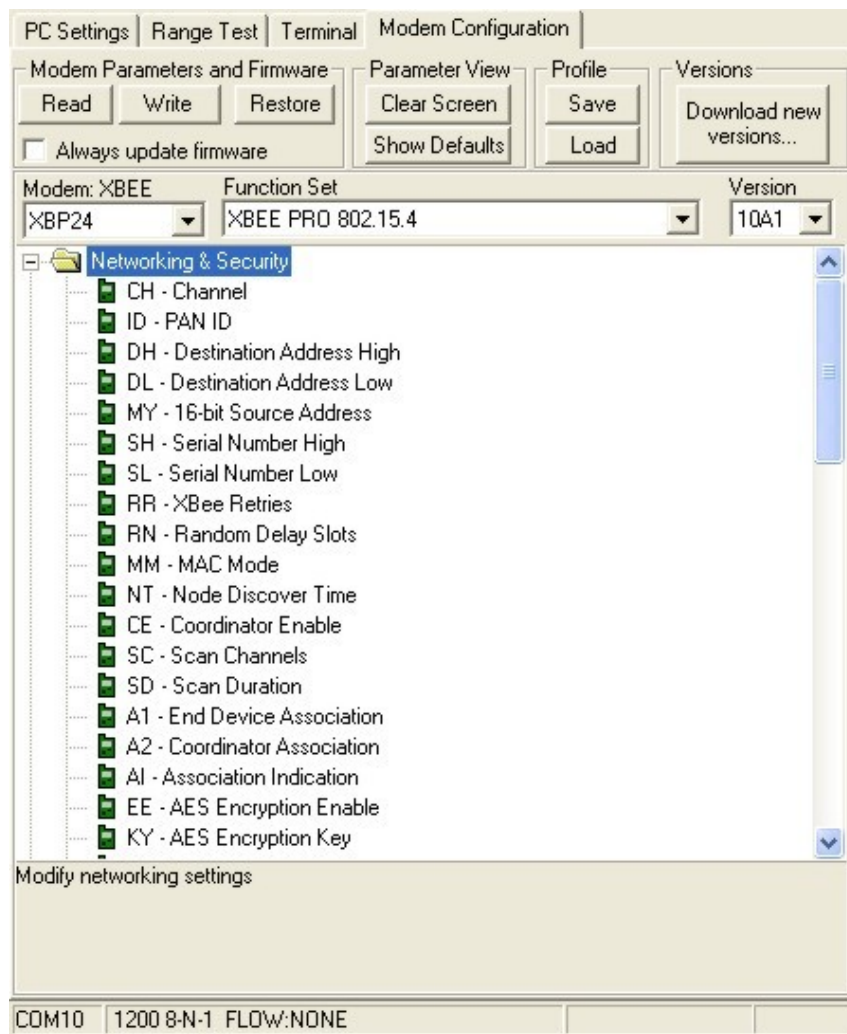 PC Settings Range Test Terminal Modem Configuration
Modem Parameters and Firmware Parameter View Profile Versions
Read Write Restore Clear Screen Save Download new versions...
Always update firmware Show Defaults Load
Modem: XBEE Function Set Version
XBP24 XBEE PRO 802.15.4 10A1
Networking & Security
CH - Channel
ID - PAN ID
DH - Destination Address High
DL - Destination Address Low
MY - 16-bit Source Address
SH - Serial Number High
SL - Serial Number Low
RR - XBee Retries
RN - Random Delay Slots
MM - MAC Mode
NT - Node Discover Time
CE - Coordinator Enable
SC - Scan Channels
SD - Scan Duration
A1 - End Device Association
A2 - Coordinator Association
AI - Association Indication
EE - AES Encryption Enable
KY - AES Encryption Key
Modify networking settings
COM10 1200 8-N-1 FLOW:NONE